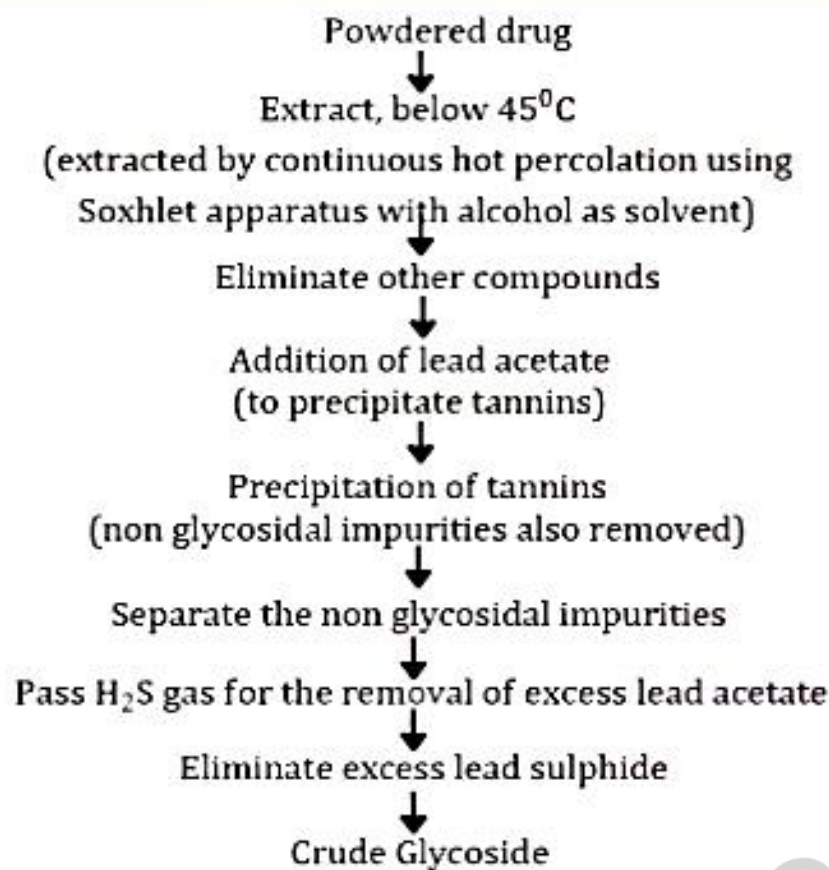 Powdered drug
Extract, below 45⁰C
(extracted by continuous hot percolation using
Soxhlet apparatus with alcohol as solvent)
Eliminate other compounds
Addition of lead acetate
(to precipitate tannins)
Precipitation of tannins
(non glycosidal impurities also removed)
Separate the non glycosidal impurities
Pass H₂S gas for the removal of excess lead acetate
Eliminate excess lead sulphide
Crude Glycoside